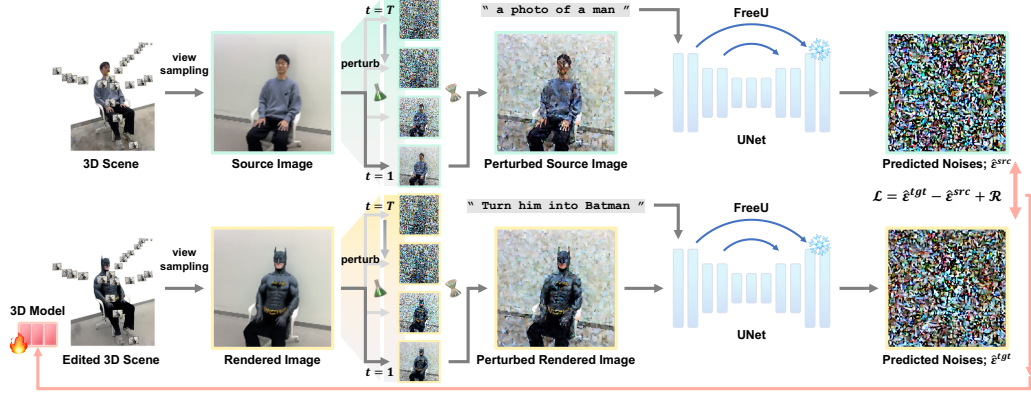 t = T
“ a photo of a man ”
FreeU
view
sampling
perturb
UNet
t = 1
3D Scene
Source Image
Perturbed Source Image
Predicted Noises; ε̂^src
ℒ = ε̂^tgt − ε̂^src + ℛ
t = T
“ Turn him into Batman ”
FreeU
view
sampling
perturb
3D Model
UNet
t = 1
Edited 3D Scene
Rendered Image
Perturbed Rendered Image
Predicted Noises; ε̂^tgt